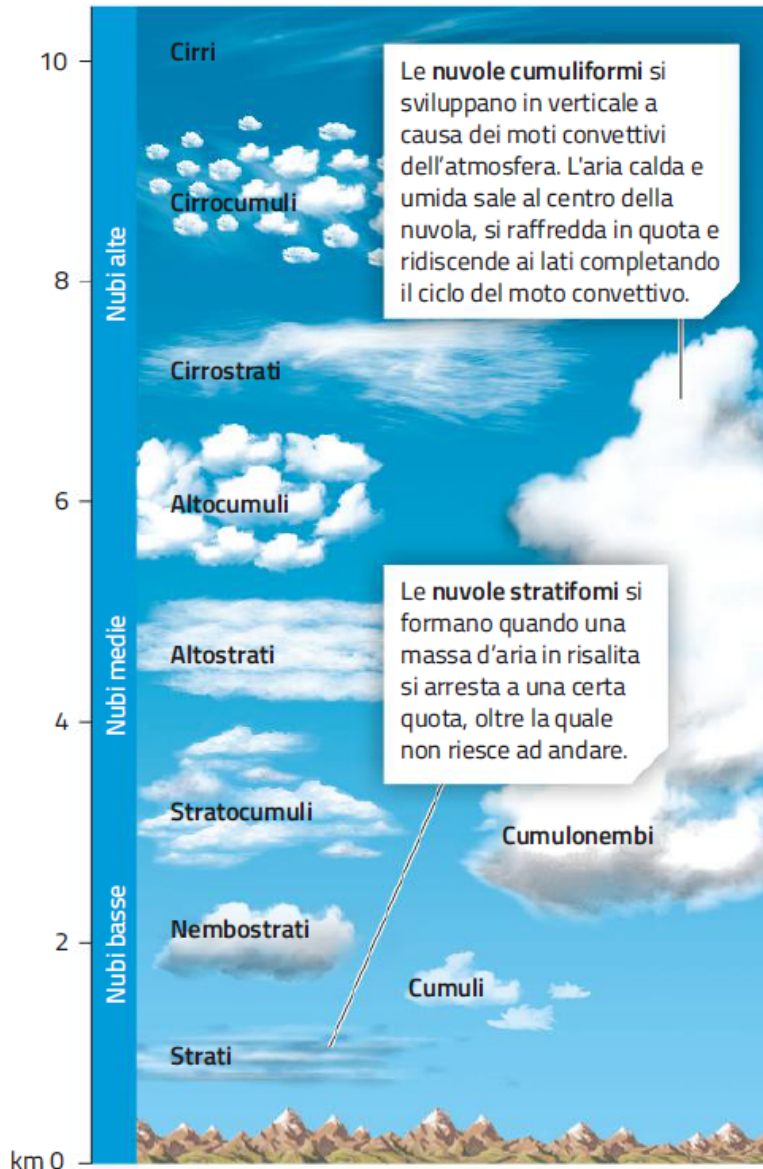 10
Cirri
Le nuvole cumuliformi si
sviluppano in verticale a
causa dei moti convettivi
dell'atmosfera. L'aria calda e
umida sale al centro della
nuvola, si raffredda in quota e
ridiscende ai lati completando
il ciclo del moto convettivo.
Cirrocumuli
Nubi alte
8
Cirrostrati
6
Altocumuli
Le nuvole stratifomi si
formano quando una
massa d'aria in risalita
si arresta a una certa
quota, oltre la quale
non riesce ad andare.
Nubi medie
Altostrati
4
Stratocumuli
Cumulonembi
Nubi basse
Nembostrati
2
Cumuli
Strati
km 0